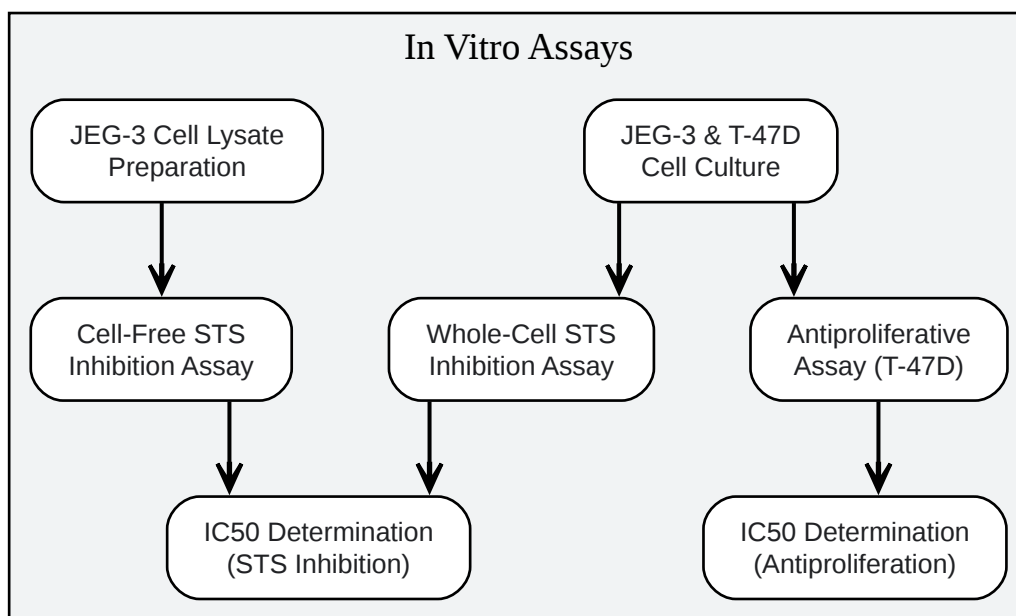 In Vitro Assays
JEG-3 Cell Lysate
Preparation
JEG-3 & T-47D
Cell Culture
Cell-Free STS
Inhibition Assay
Whole-Cell STS
Inhibition Assay
Antiproliferative
Assay (T-47D)
IC50 Determination
(STS Inhibition)
IC50 Determination
(Antiproliferation)